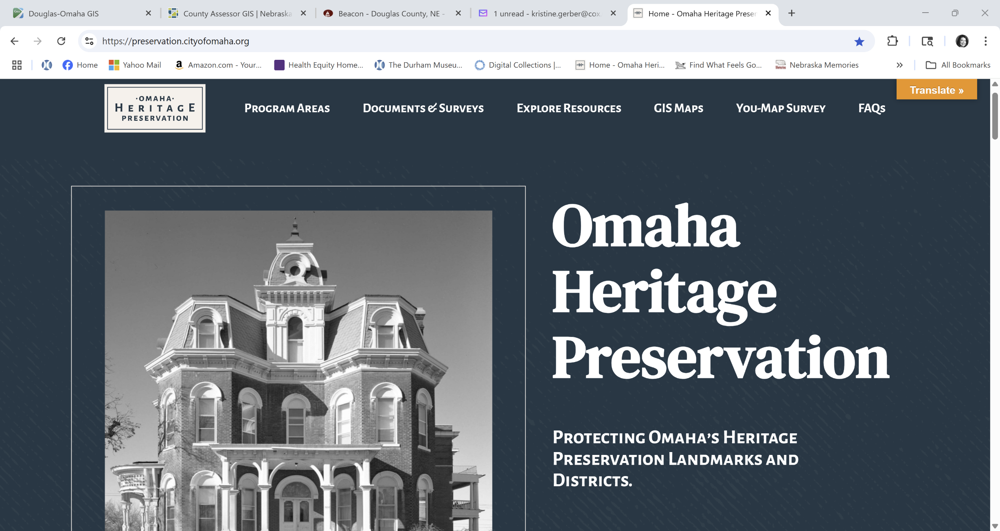 Douglas-Omaha GIS
County Assessor GIS | Nebraska
Beacon - Douglas County, NE -
1 unread - kristine.gerber@cox.
Home - Omaha Heritage Preser
https://preservation.cityofomaha.org
Home
Yahoo Mail
Amazon.com - Your...
Health Equity Home...
The Durham Museu...
Digital Collections |...
Home - Omaha Heri...
Find What Feels Go...
Nebraska Memories
»
All Bookmarks
·OMAHA·
HERITAGE
PRESERVATION
Program Areas
Documents & Surveys
Explore Resources
GIS Maps
You-Map Survey
FAQs
Translate »
Omaha
Heritage
Preservation
Protecting Omaha's Heritage
Preservation Landmarks and
Districts.